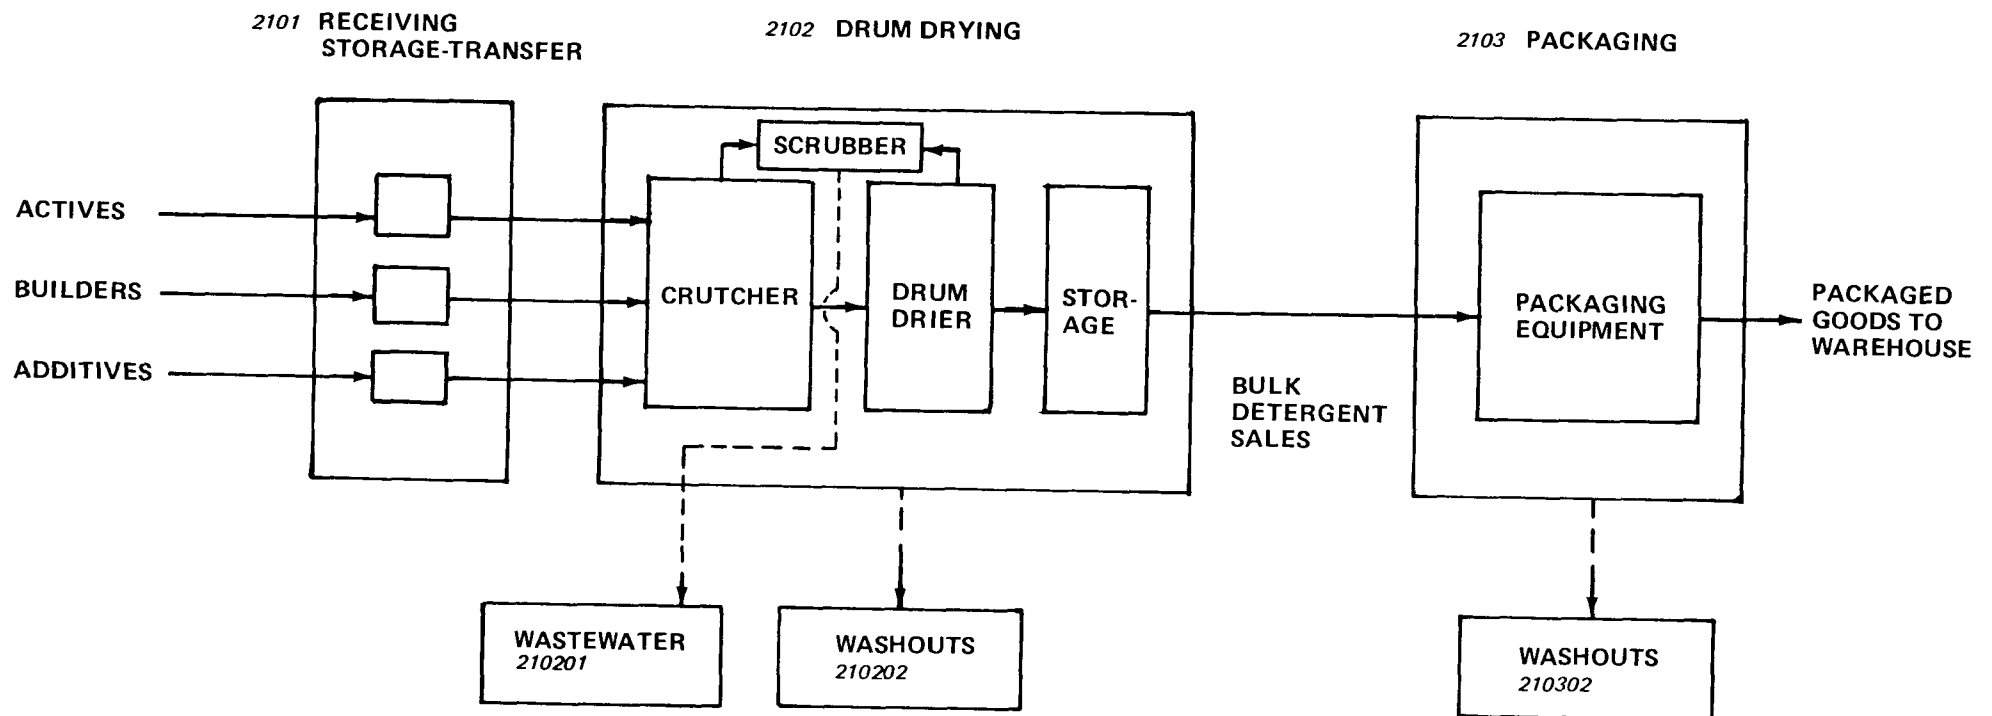 2101 RECEIVING
STORAGE-TRANSFER
2102 DRUM DRYING
2103 PACKAGING
SCRUBBER
ACTIVES
BUILDERS
ADDITIVES
CRUTCHER
DRUM
DRIER
STOR-
AGE
PACKAGING
EQUIPMENT
PACKAGED
GOODS TO
WAREHOUSE
BULK
DETERGENT
SALES
WASTEWATER
210201
WASHOUTS
210202
WASHOUTS
210302